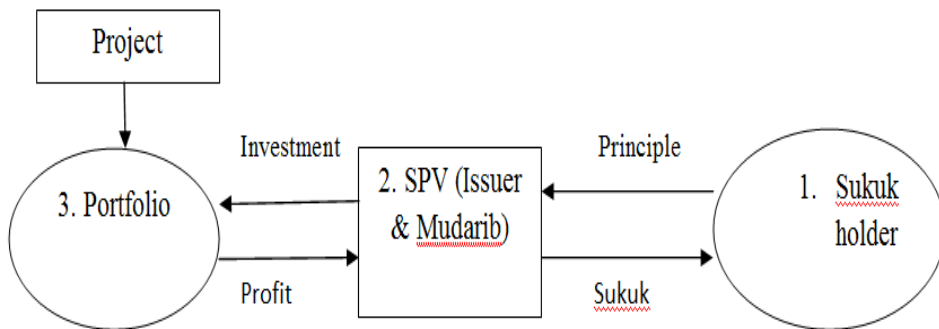 Project
Investment
Principle
3. Portfolio
2. SPV (Issuer
& Mudarib)
1. Sukuk
holder
Profit
Sukuk